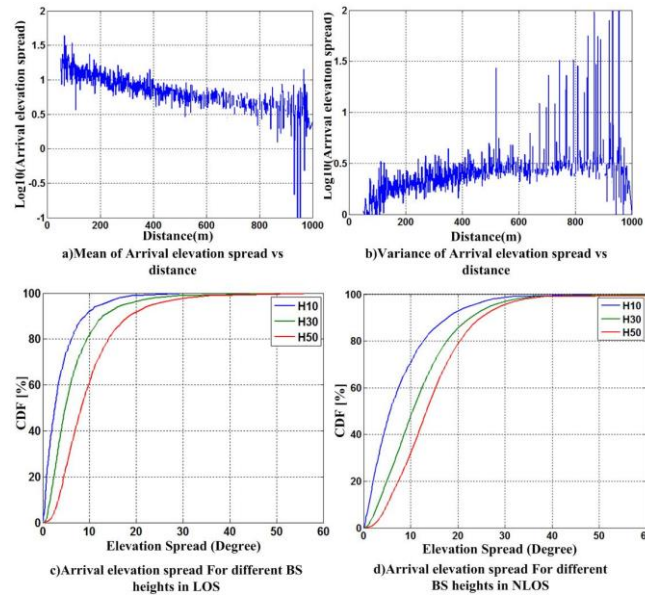 2
1.5
1
0.5
0
0.5
-1
0 200 400 600 800 1000
Log10(Arrival elevation spread)
Distance(m)
a)Mean of Arrival elevation spread vs
distance
2
1.5
1
0.5
0
0 200 400 600 800 1000
Log10(Arrival elevation spread)
Distance(m)
b)Variance of Arrival elevation spread vs
distance
100
80
60
40
20
0
0 10 20 30 40 50 60
CDF [%]
H10
H30
H50
Elevation Spread (Degree)
c)Arrival elevation spread For different BS
heights in LOS
100
80
60
40
20
0
0 10 20 30 40 50 60
CDF [%]
H10
H30
H50
Elevation Spread (Degree)
d)Arrival elevation spread For different
BS heights in NLOS